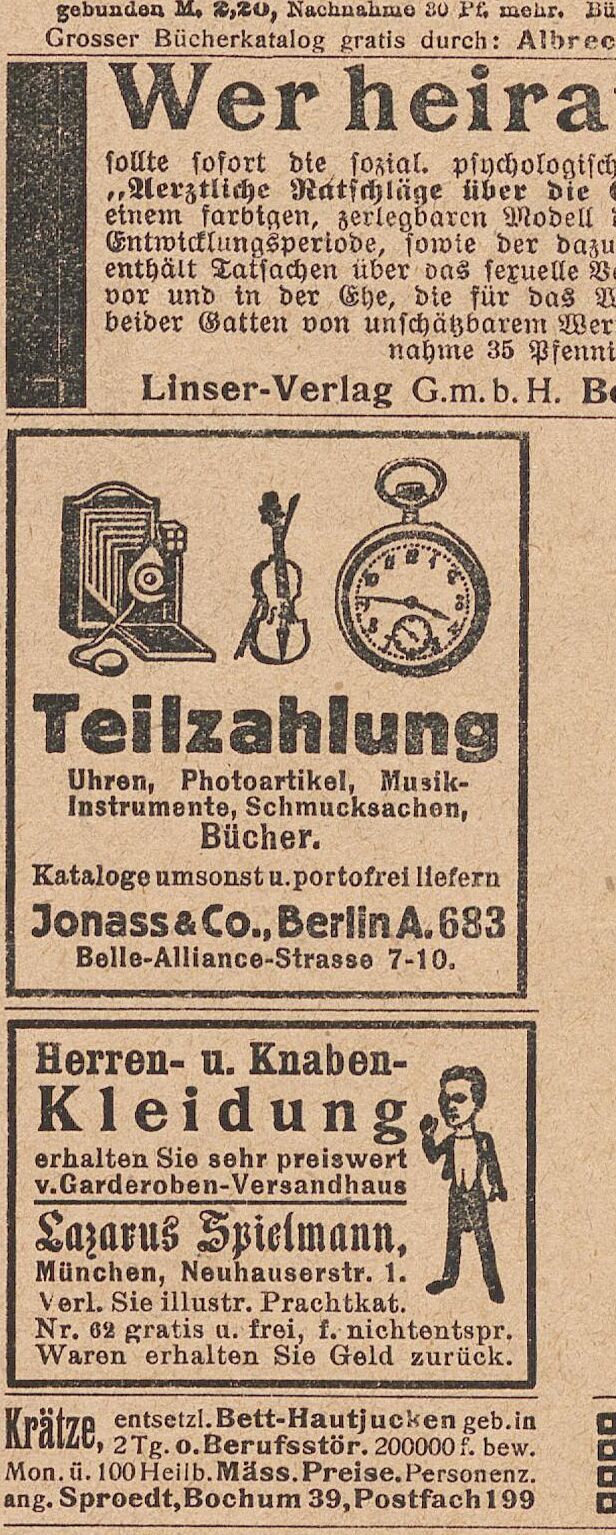 gebunden M. 2,20, Nachnahme 30 Pf. mehr. Bü
Grosser Bücherkatalog gratis durch: Albrec
Wer heirat
sollte sofort die sozial. psychologisch
„Aerztliche Ratschläge über die
einem farbigen, zerlegbaren Modell
Entwicklungsperiode, sowie der dazu
enthält Tatsachen über das sexuelle Ve
vor und in der Ehe, die für das W
beider Gatten von unschätzbarem Wer
nahme 35 Pfenni
Linser-Verlag G.m.b.H. Be
Teilzahlung
Uhren, Photoartikel, Musik-
Instrumente, Schmucksachen,
Bücher.
Kataloge umsonst u. portofrei liefern
Jonass & Co., Berlin A. 683
Belle-Alliance-Strasse 7-10.
Herren- u. Knaben-
Kleidung
erhalten Sie sehr preiswert
v. Garderoben-Versandhaus
Lazarus Spielmann,
München, Neuhauserstr. 1.
Verl. Sie illustr. Prachtkat.
Nr. 62 gratis u. frei, f. nichtentspr.
Waren erhalten Sie Geld zurück.
Krätze, entsetzl. Bett-Hautjucken geb. in
2 Tg. o. Berufsstör. 200000 f. bew.
Mon. ü. 100 Heilb. Mäss. Preise. Personenz.
ang. Sproedt, Bochum 39, Postfach 199